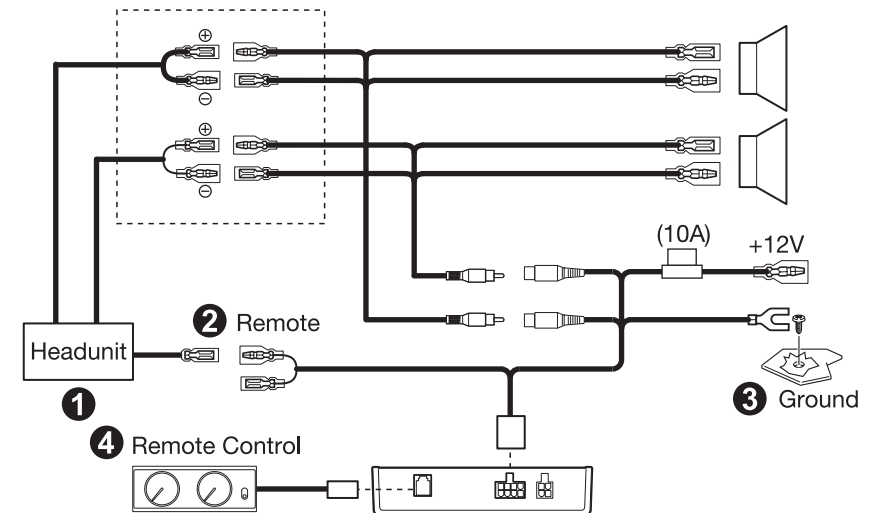 ⊕
⊖
⊕
⊖
(10A)
+12V
2 Remote
Headunit
1
3 Ground
4 Remote Control